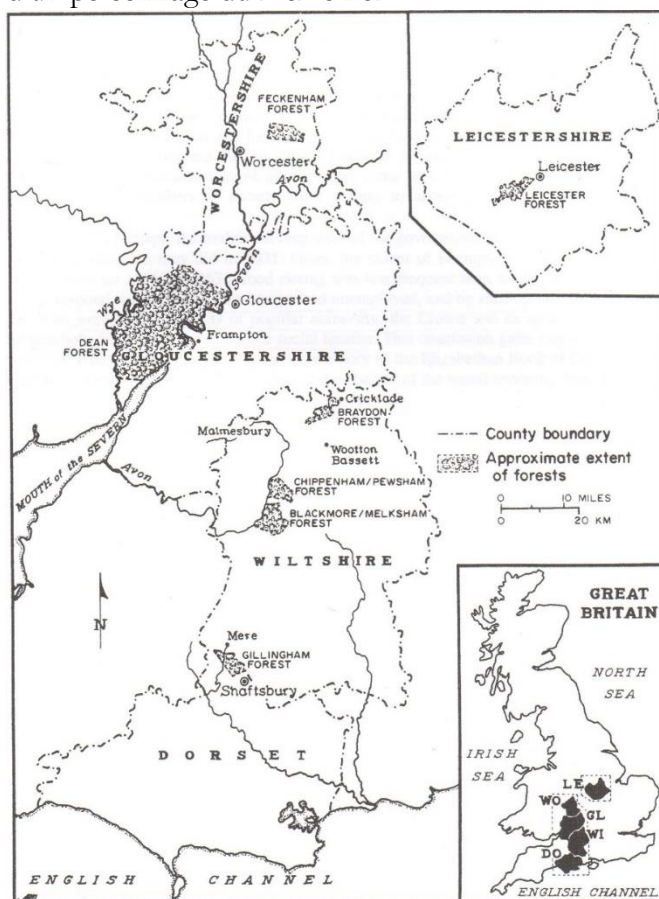 FECKENHAM
FOREST
WORCESTERSHIRE
Worcester
Avon
Severn
Wye
Gloucester
DEAN
FOREST
Frampton
GLOUCESTERSHIRE
MOUTH of the SEVERN
Avon
Cricklade
BRAYDON
FOREST
Malmesbury
Wootton
Bassett
CHIPPENHAM/PEWSHAM
FOREST
BLACKMORE/MELKSHAM
FOREST
WILTSHIRE
N
Mere
GILLINGHAM
FOREST
Shaftsbury
DORSET
ENGLISH CHANNEL
LEICESTERSHIRE
Leicester
LEICESTER
FOREST
County boundary
Approximate extent
of forests
0 10 MILES
0 20 KM
GREAT
BRITAIN
NORTH
SEA
IRISH
SEA
LE
WO
GL
WI
DO
ENGLISH CHANNEL